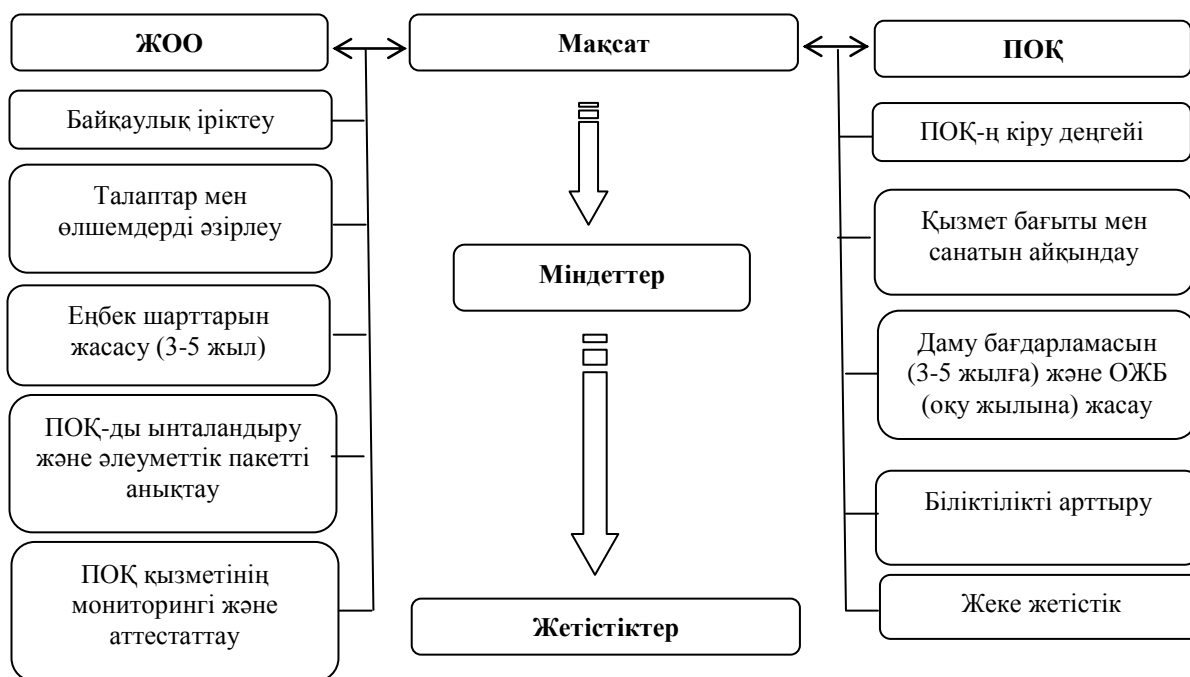 ЖОО
Байқаулық іріктеу
Талаптар мен
өлшемдерді әзірлеу
Еңбек шарттарын
жасасу (3-5 жыл)
ПОҚ-ды ынталандыру
және әлеуметтік пакетті
анықтау
ПОҚ қызметінің
мониторингі және
аттестаттау
Мақсат
Міндеттер
Жетістіктер
ПОҚ
ПОҚ-ң кіру деңгейі
Қызмет бағыты мен
санатын айқындау
Даму бағдарламасын
(3-5 жылға) және ОЖБ
(оқу жылына) жасау
Біліктілікті арттыру
Жеке жетістік